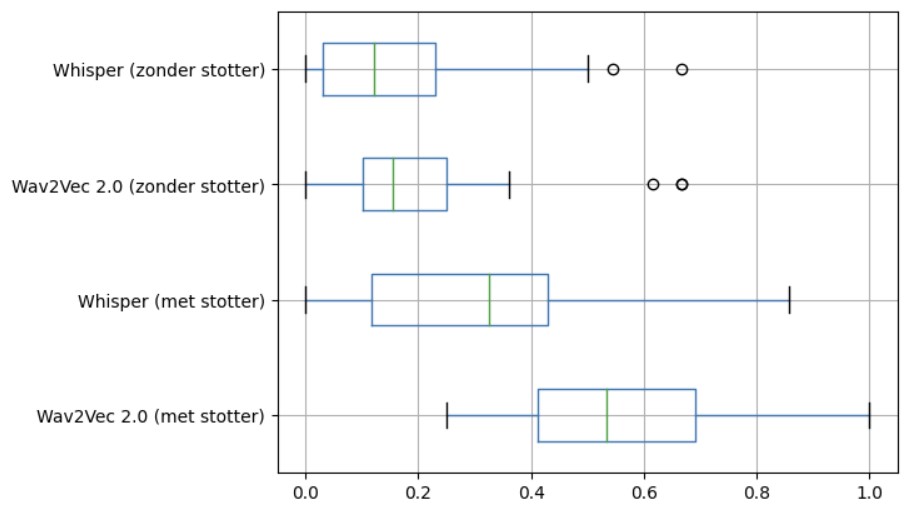 Whisper (zonder stotter)
Wav2Vec 2.0 (zonder stotter)
Whisper (met stotter)
Wav2Vec 2.0 (met stotter)
0.0 0.2 0.4 0.6 0.8 1.0